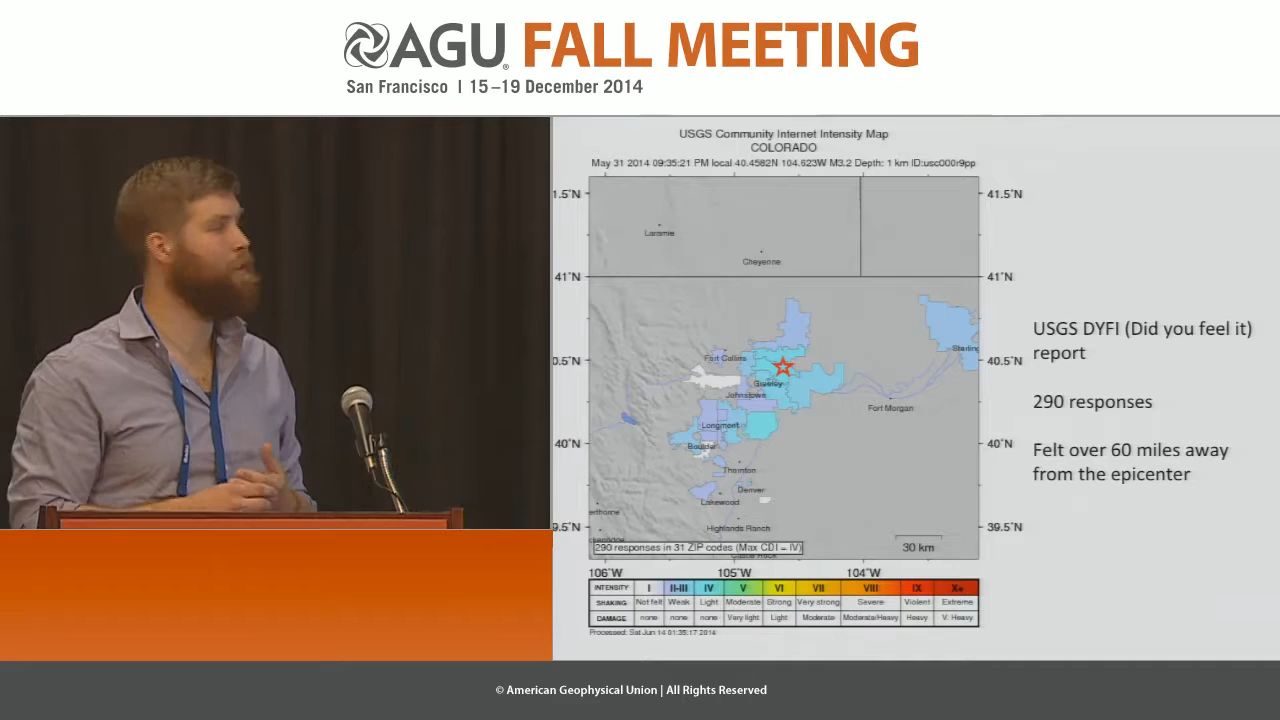 AGU FALL MEETING
San Francisco | 15–19 December 2014
USGS Community Internet Intensity Map
COLORADO
May 31 2014 09:35:21 PM local 40.4582N 104.623W M3.2 Depth: 1 km ID:usc000r9pp
1.5˚N
41.5˚N
Laramie
Cheyenne
41˚N
41˚N
Fort Collins
Sterling
0.5˚N
40.5˚N
Greeley
Johnstown
Fort Morgan
Longmont
40˚N
40˚N
Boulder
Thornton
Denver
Lakewood
erthorne
Highlands Ranch
9.5˚N
39.5˚N
290 responses in 31 ZIP codes (Max CDI = IV)
30 km
Castle Rock
106˚W
105˚W
104˚W
INTENSITY I II-III IV V VI VII VIII IX X+
SHAKING Not felt Weak Light Moderate Strong Very strong Severe Violent Extreme
DAMAGE none none none Very light Light Moderate Moderate/Heavy Heavy V. Heavy
Processed: Sat Jun 14 01:35:17 2014
USGS DYFI (Did you feel it)
report
290 responses
Felt over 60 miles away
from the epicenter
© American Geophysical Union | All Rights Reserved